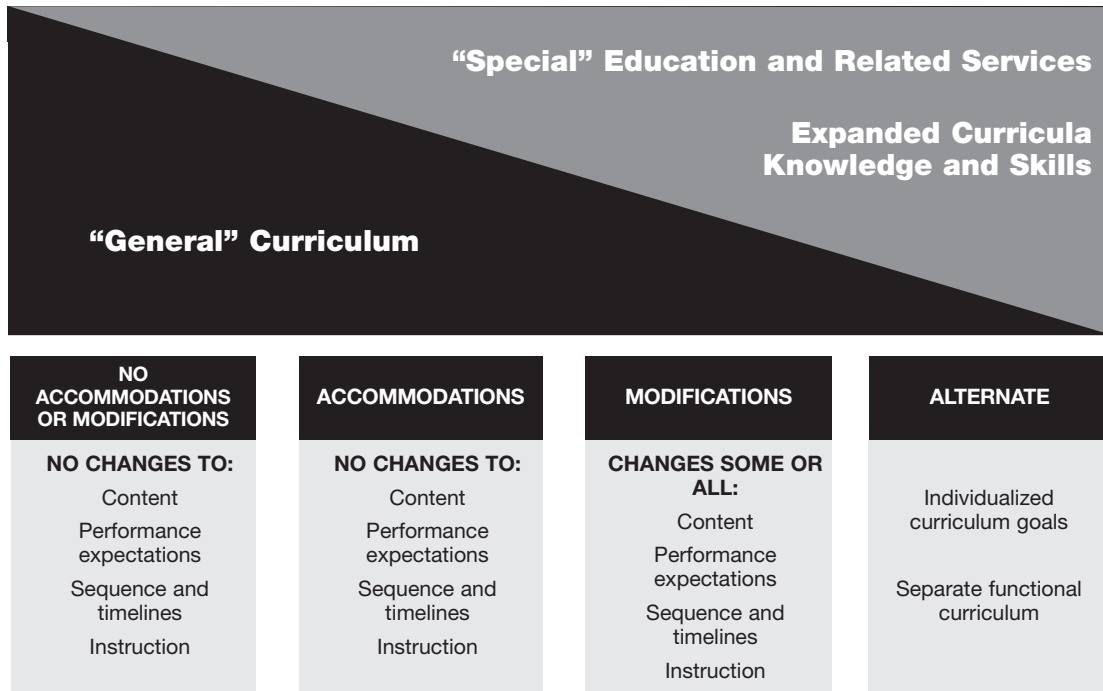 “Special” Education and Related Services
Expanded Curricula
Knowledge and Skills
“General” Curriculum
NO
ACCOMMODATIONS
OR MODIFICATIONS
NO CHANGES TO:
Content
Performance
expectations
Sequence and
timelines
Instruction
ACCOMMODATIONS
NO CHANGES TO:
Content
Performance
expectations
Sequence and
timelines
Instruction
MODIFICATIONS
CHANGES SOME OR
ALL:
Content
Performance
expectations
Sequence and
timelines
Instruction
ALTERNATE
Individualized
curriculum goals
Separate functional
curriculum